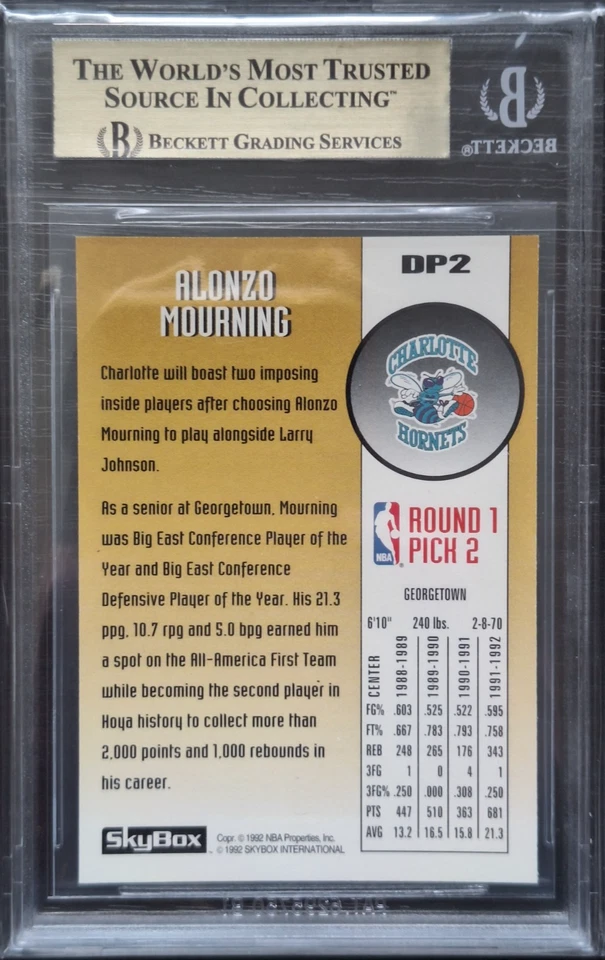 THE WORLD'S MOST TRUSTED
SOURCE IN COLLECTING™
B BECKETT GRADING SERVICES
B
BECKETT®
DP2
ALONZO
MOURNING
CHARLOTTE
HORNETS
Charlotte will boast two imposing
inside players after choosing Alonzo
Mourning to play alongside Larry
Johnson.
As a senior at Georgetown, Mourning
was Big East Conference Player of the
Year and Big East Conference
Defensive Player of the Year. His 21.3
ppg, 10.7 rpg and 5.0 bpg earned him
a spot on the All-America First Team
while becoming the second player in
Hoya history to collect more than
2,000 points and 1,000 rebounds in
his career.
NBA®
ROUND 1
PICK 2
GEORGETOWN
6'10" 240 lbs. 2-8-70
CENTER 1988-1989 1989-1990 1990-1991 1991-1992
FG% .603 .525 .522 .595
FT% .667 .783 .793 .758
REB 248 265 176 343
3FG 1 0 4 1
3FG% .250 .000 .308 .250
PTS 447 510 363 681
AVG 13.2 16.5 15.8 21.3
SkyBox
Copr. © 1992 NBA Properties, Inc.
© 1992 SKYBOX INTERNATIONAL